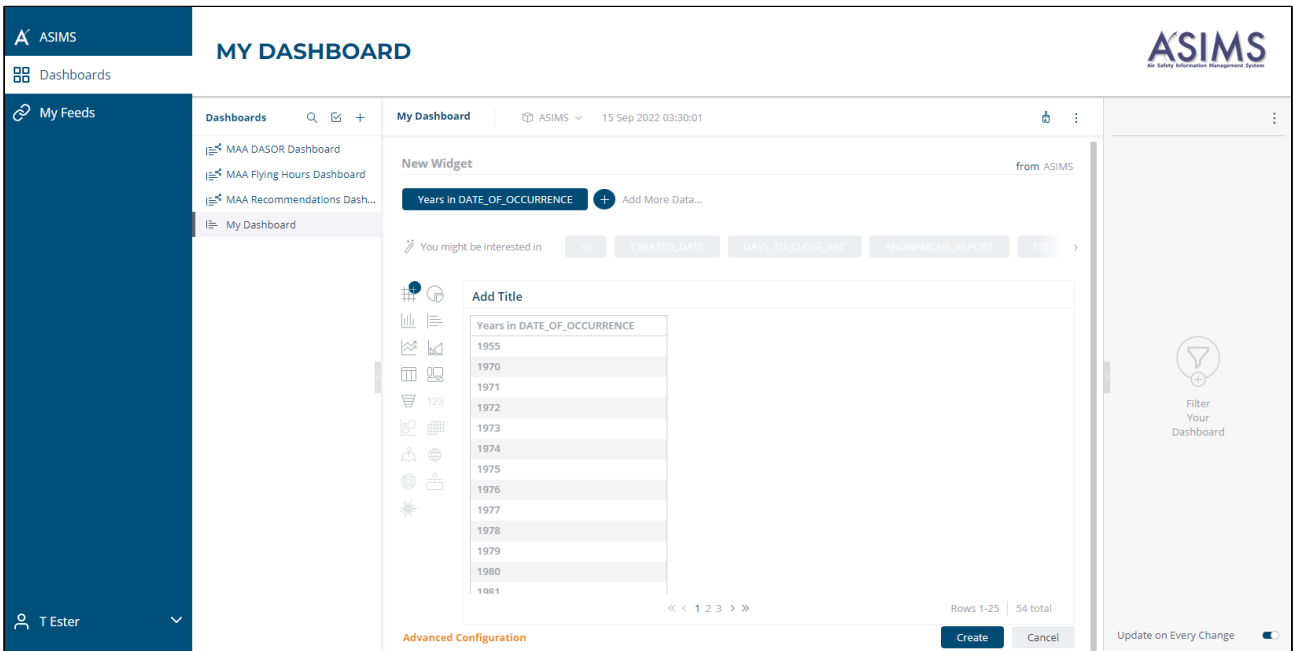 ASIMS
Dashboards
My Feeds
T Ester
MY DASHBOARD
ASIMS
Air Safety Information Management System
Dashboards
MAA DASOR Dashboard
MAA Flying Hours Dashboard
MAA Recommendations Dash...
My Dashboard
My Dashboard
ASIMS
15 Sep 2022 03:30:01
New Widget
from ASIMS
Years in DATE_OF_OCCURRENCE
Add More Data...
You might be interested in
ID
CREATED_DATE
DAYS_TO_CLOSE_REC
ANONYMOUS_REPORT
TEC
123
Add Title
Years in DATE_OF_OCCURRENCE
1955
1970
1971
1972
1973
1974
1975
1976
1977
1978
1979
1980
1981
« < 1 2 3 > »
Rows 1-25
54 total
Advanced Configuration
Create
Cancel
Filter
Your
Dashboard
Update on Every Change